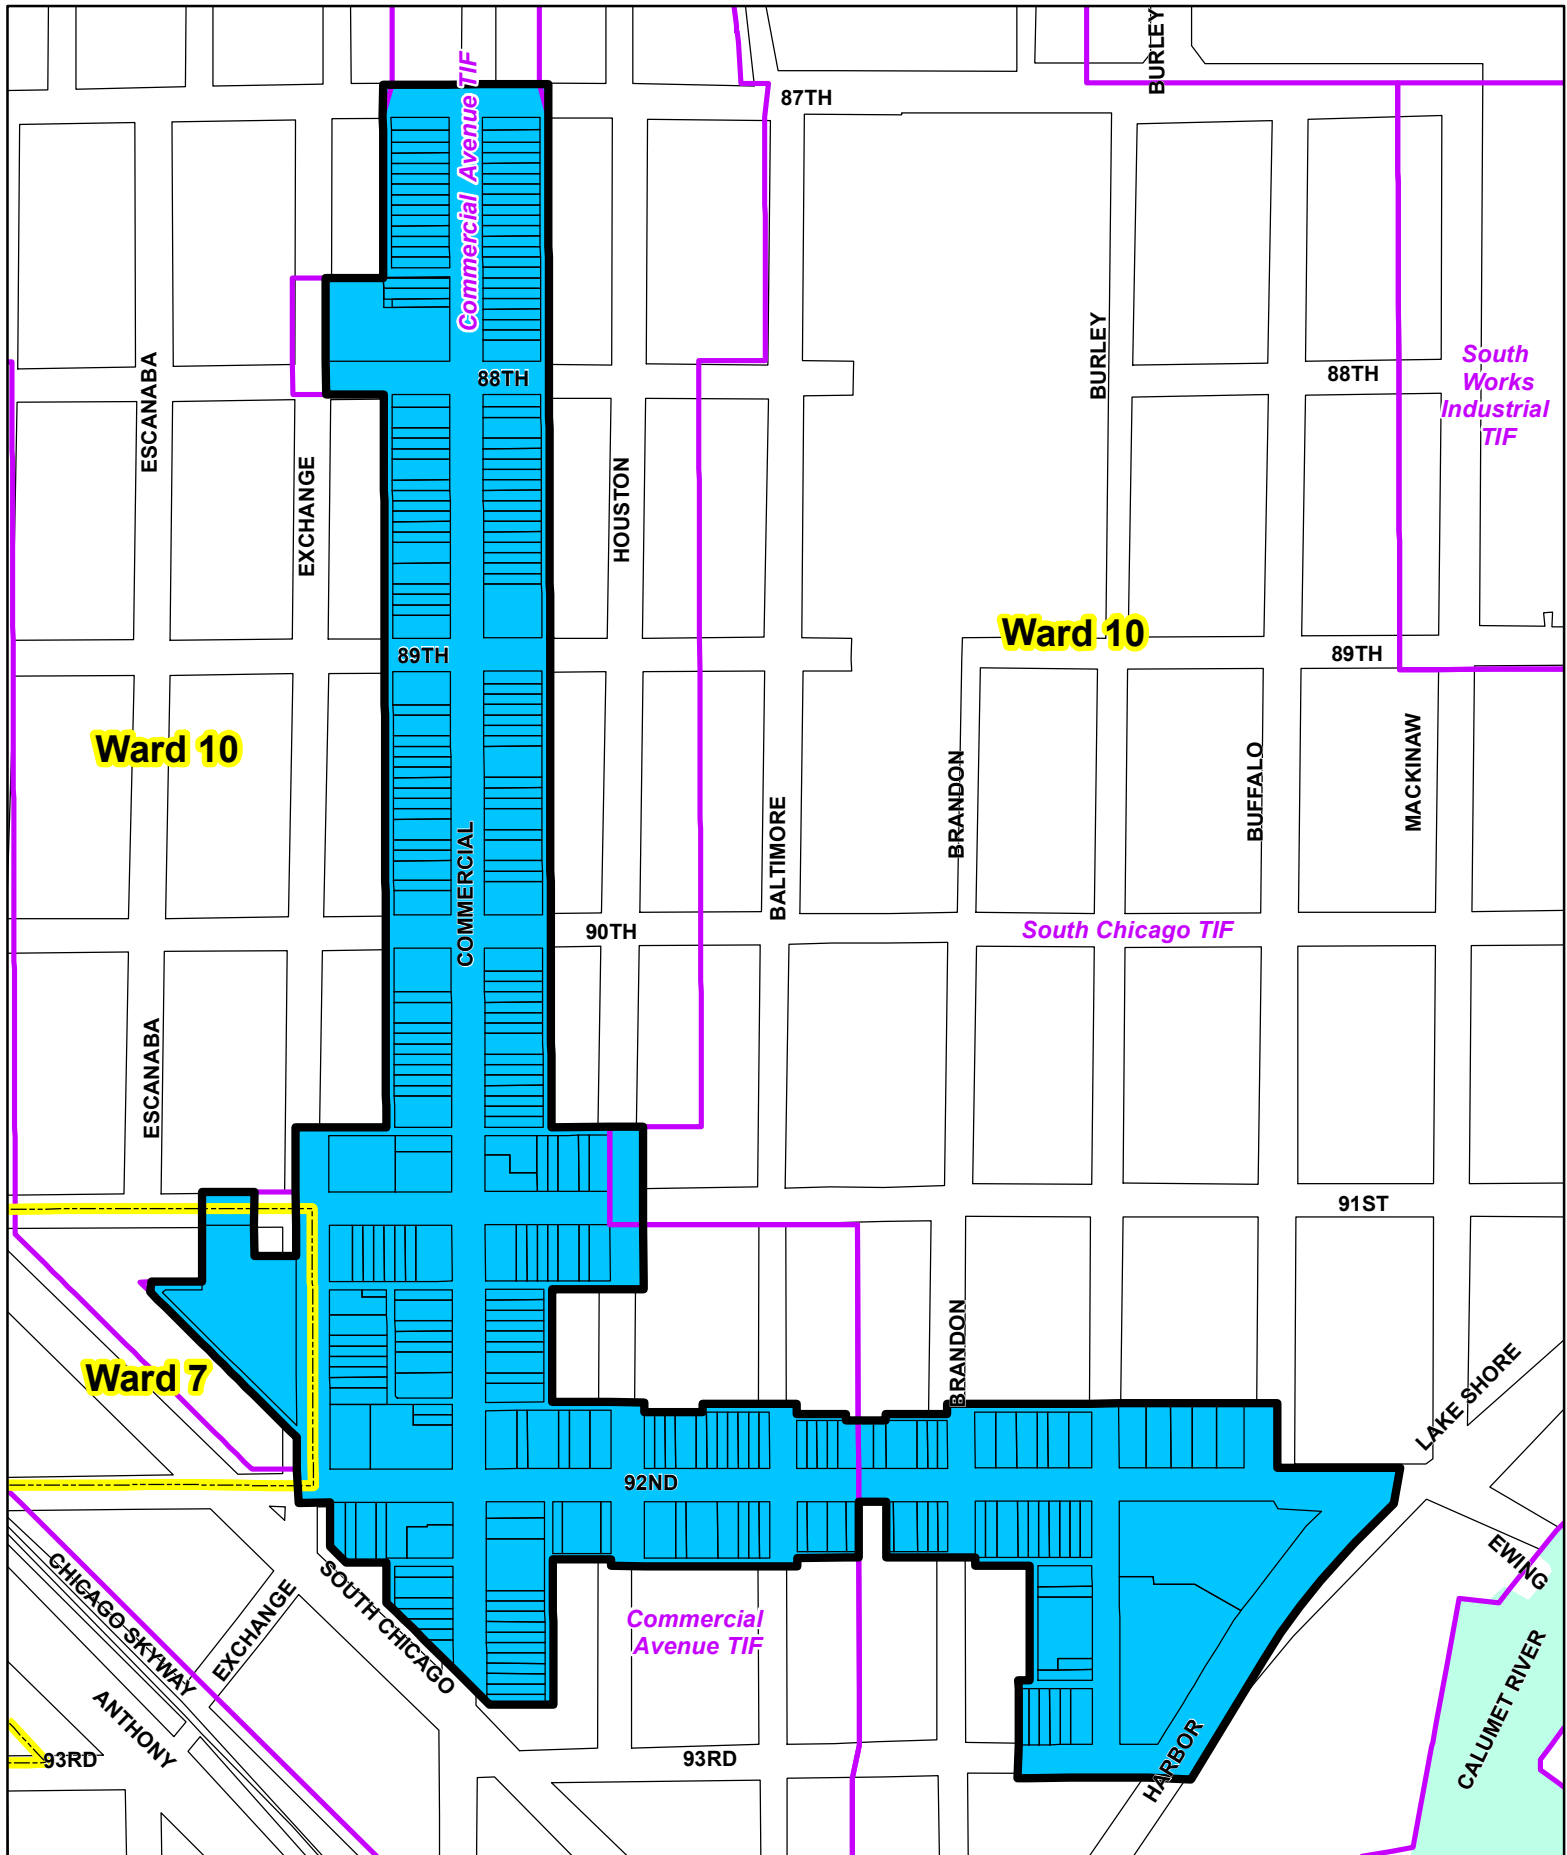 BURLEY
Commercial Avenue TIF
87TH
BURLEY
South
Works
Industrial
TIF
88TH
88TH
ESCANABA
EXCHANGE
HOUSTON
Ward 10
89TH
89TH
Ward 10
MACKINAW
BRANDON
BUFFALO
BALTIMORE
COMMERCIAL
90TH
South Chicago TIF
ESCANABA
91ST
BRANDON
Ward 7
LAKE SHORE
92ND
EWING
CHICAGO SKYWAY
EXCHANGE
SOUTH CHICAGO
Commercial
Avenue TIF
CALUMET RIVER
ANTHONY
93RD
93RD
HARBOR